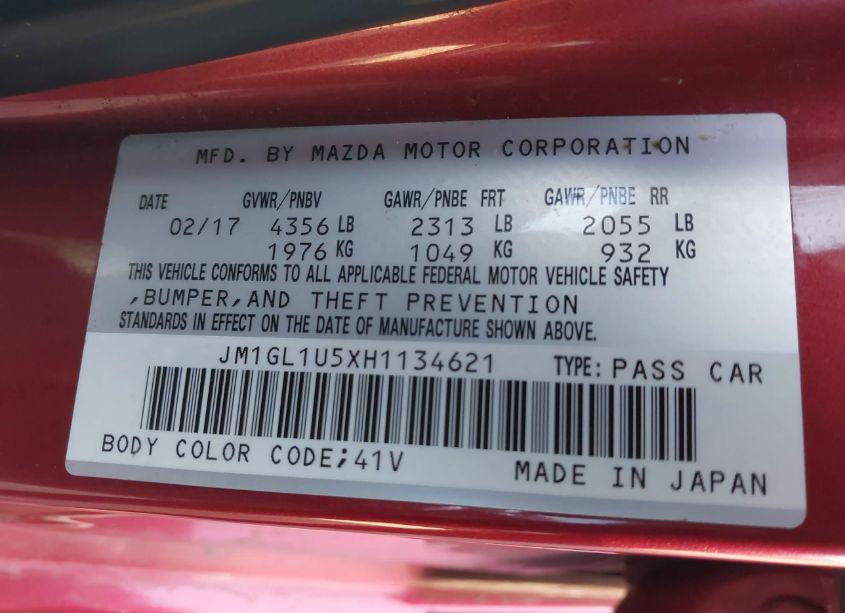 MFD. BY MAZDA MOTOR CORPORATION
DATE GVWR/PNBV GAWR/PNBE FRT GAWR/PNBE RR
02/17 4356 LB 2313 LB 2055 LB
1976 KG 1049 KG 932 KG
THIS VEHICLE CONFORMS TO ALL APPLICABLE FEDERAL MOTOR VEHICLE SAFETY
,BUMPER,AND THEFT PREVENTION
STANDARDS IN EFFECT ON THE DATE OF MANUFACTURE SHOWN ABOVE.
JM1GL1U5XH1134621 TYPE: PASS CAR
BODY COLOR CODE;41V MADE IN JAPAN